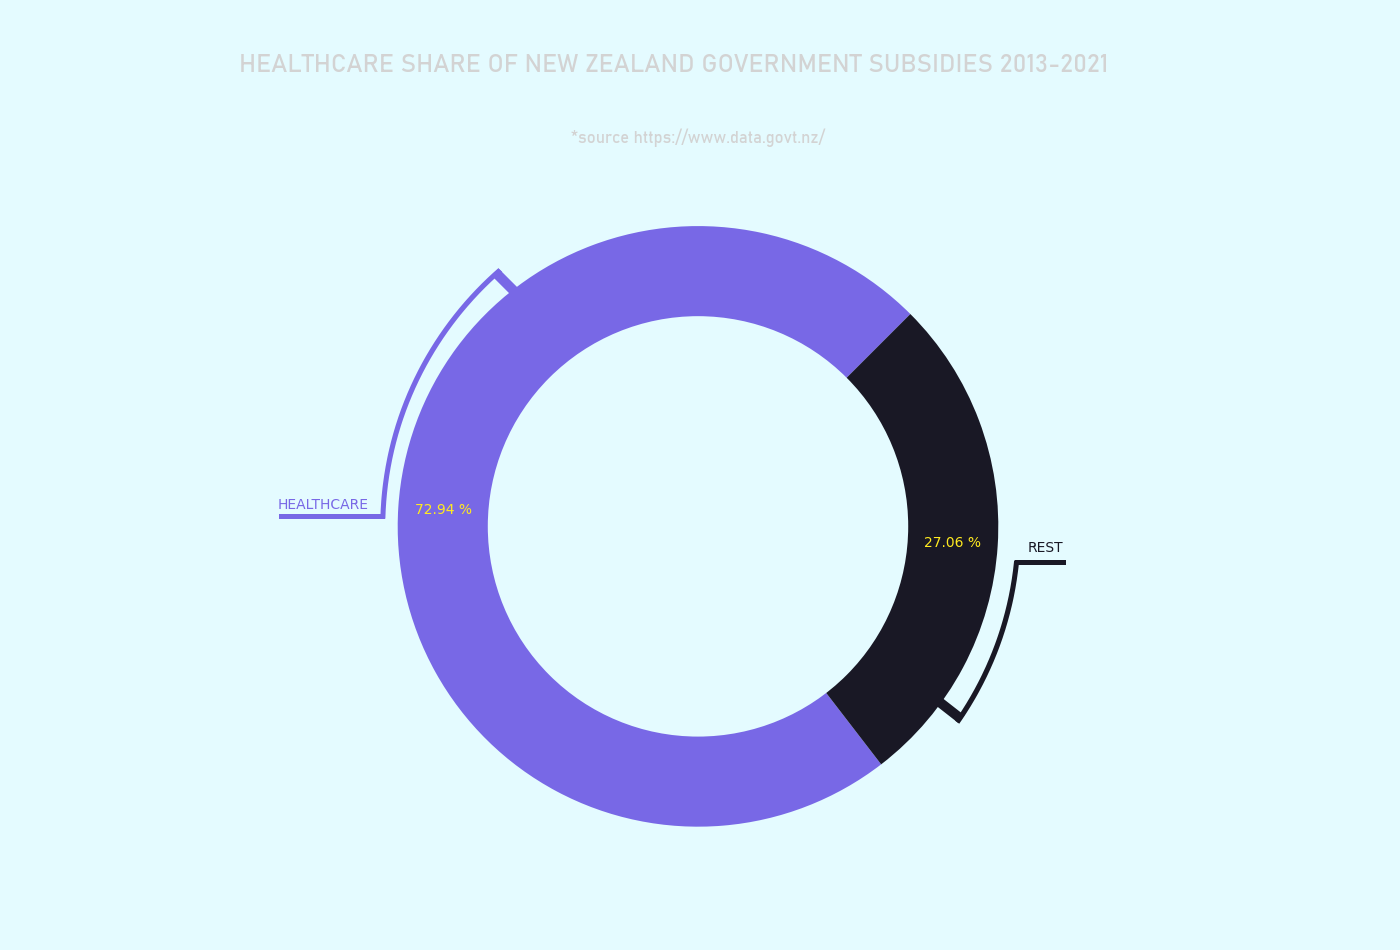 HEALTHCARE SHARE OF NEW ZEALAND GOVERNMENT SUBSIDIES 2013-2021
*source https://www.data.govt.nz/
HEALTHCARE
72.94 %
27.06 %
REST